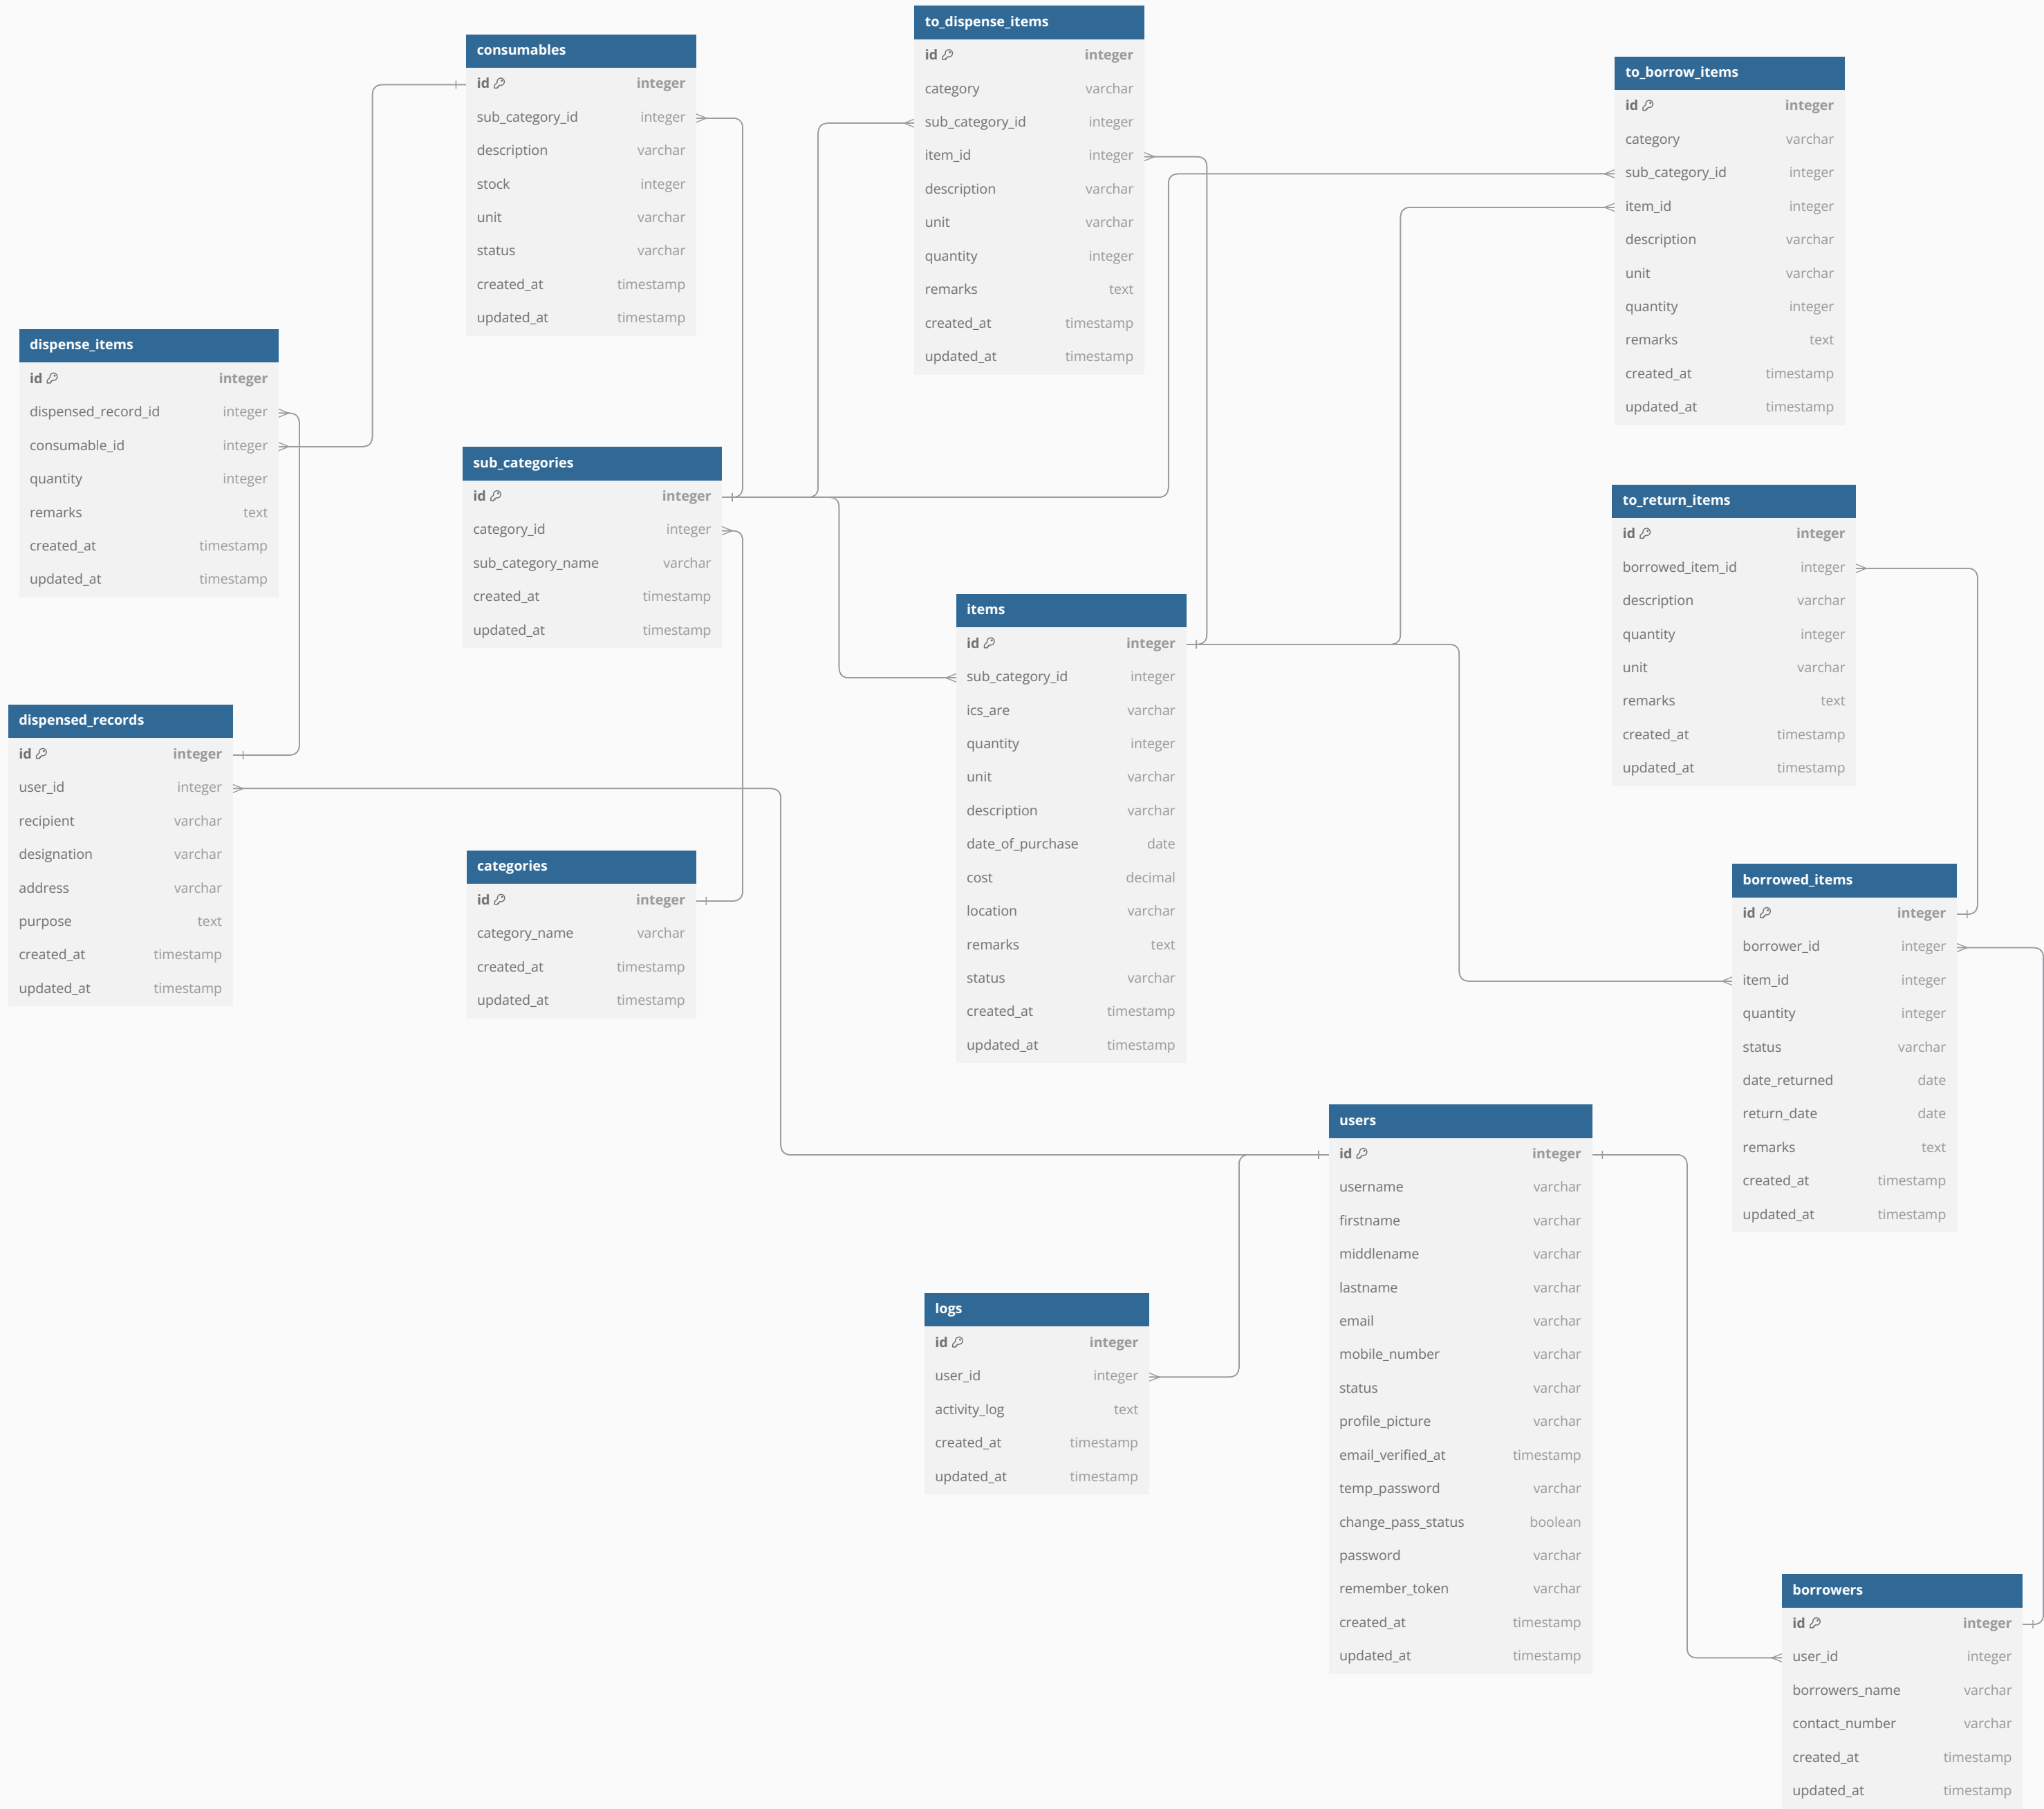 to_dispense_items
id integer
category varchar
sub_category_id integer
item_id integer
description varchar
unit varchar
quantity integer
remarks text
created_at timestamp
updated_at timestamp
consumables
id integer
sub_category_id integer
description varchar
stock integer
unit varchar
status varchar
created_at timestamp
updated_at timestamp
to_borrow_items
id integer
category varchar
sub_category_id integer
item_id integer
description varchar
unit varchar
quantity integer
remarks text
created_at timestamp
updated_at timestamp
dispense_items
id integer
dispensed_record_id integer
consumable_id integer
quantity integer
remarks text
created_at timestamp
updated_at timestamp
sub_categories
id integer
category_id integer
sub_category_name varchar
created_at timestamp
updated_at timestamp
to_return_items
id integer
borrowed_item_id integer
description varchar
quantity integer
unit varchar
remarks text
created_at timestamp
updated_at timestamp
items
id integer
sub_category_id integer
ics_are varchar
quantity integer
unit varchar
description varchar
date_of_purchase date
cost decimal
location varchar
remarks text
status varchar
created_at timestamp
updated_at timestamp
dispensed_records
id integer
user_id integer
recipient varchar
designation varchar
address varchar
purpose text
created_at timestamp
updated_at timestamp
categories
id integer
category_name varchar
created_at timestamp
updated_at timestamp
borrowed_items
id integer
borrower_id integer
item_id integer
quantity integer
status varchar
date_returned date
return_date date
remarks text
created_at timestamp
updated_at timestamp
users
id integer
username varchar
firstname varchar
middlename varchar
lastname varchar
email varchar
mobile_number varchar
status varchar
profile_picture varchar
email_verified_at timestamp
temp_password varchar
change_pass_status boolean
password varchar
remember_token varchar
created_at timestamp
updated_at timestamp
logs
id integer
user_id integer
activity_log text
created_at timestamp
updated_at timestamp
borrowers
id integer
user_id integer
borrowers_name varchar
contact_number varchar
created_at timestamp
updated_at timestamp